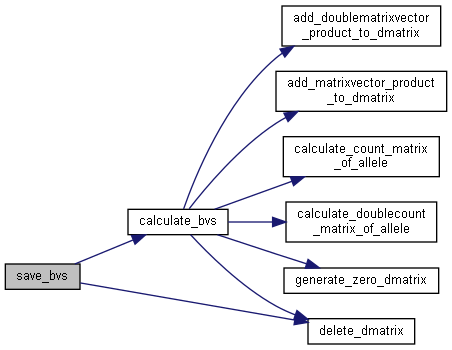 add_doublematrixvector
_product_to_dmatrix
add_matrixvector_product
_to_dmatrix
calculate_count_matrix
_of_allele
calculate_bvs
calculate_doublecount
_matrix_of_allele
save_bvs
generate_zero_dmatrix
delete_dmatrix